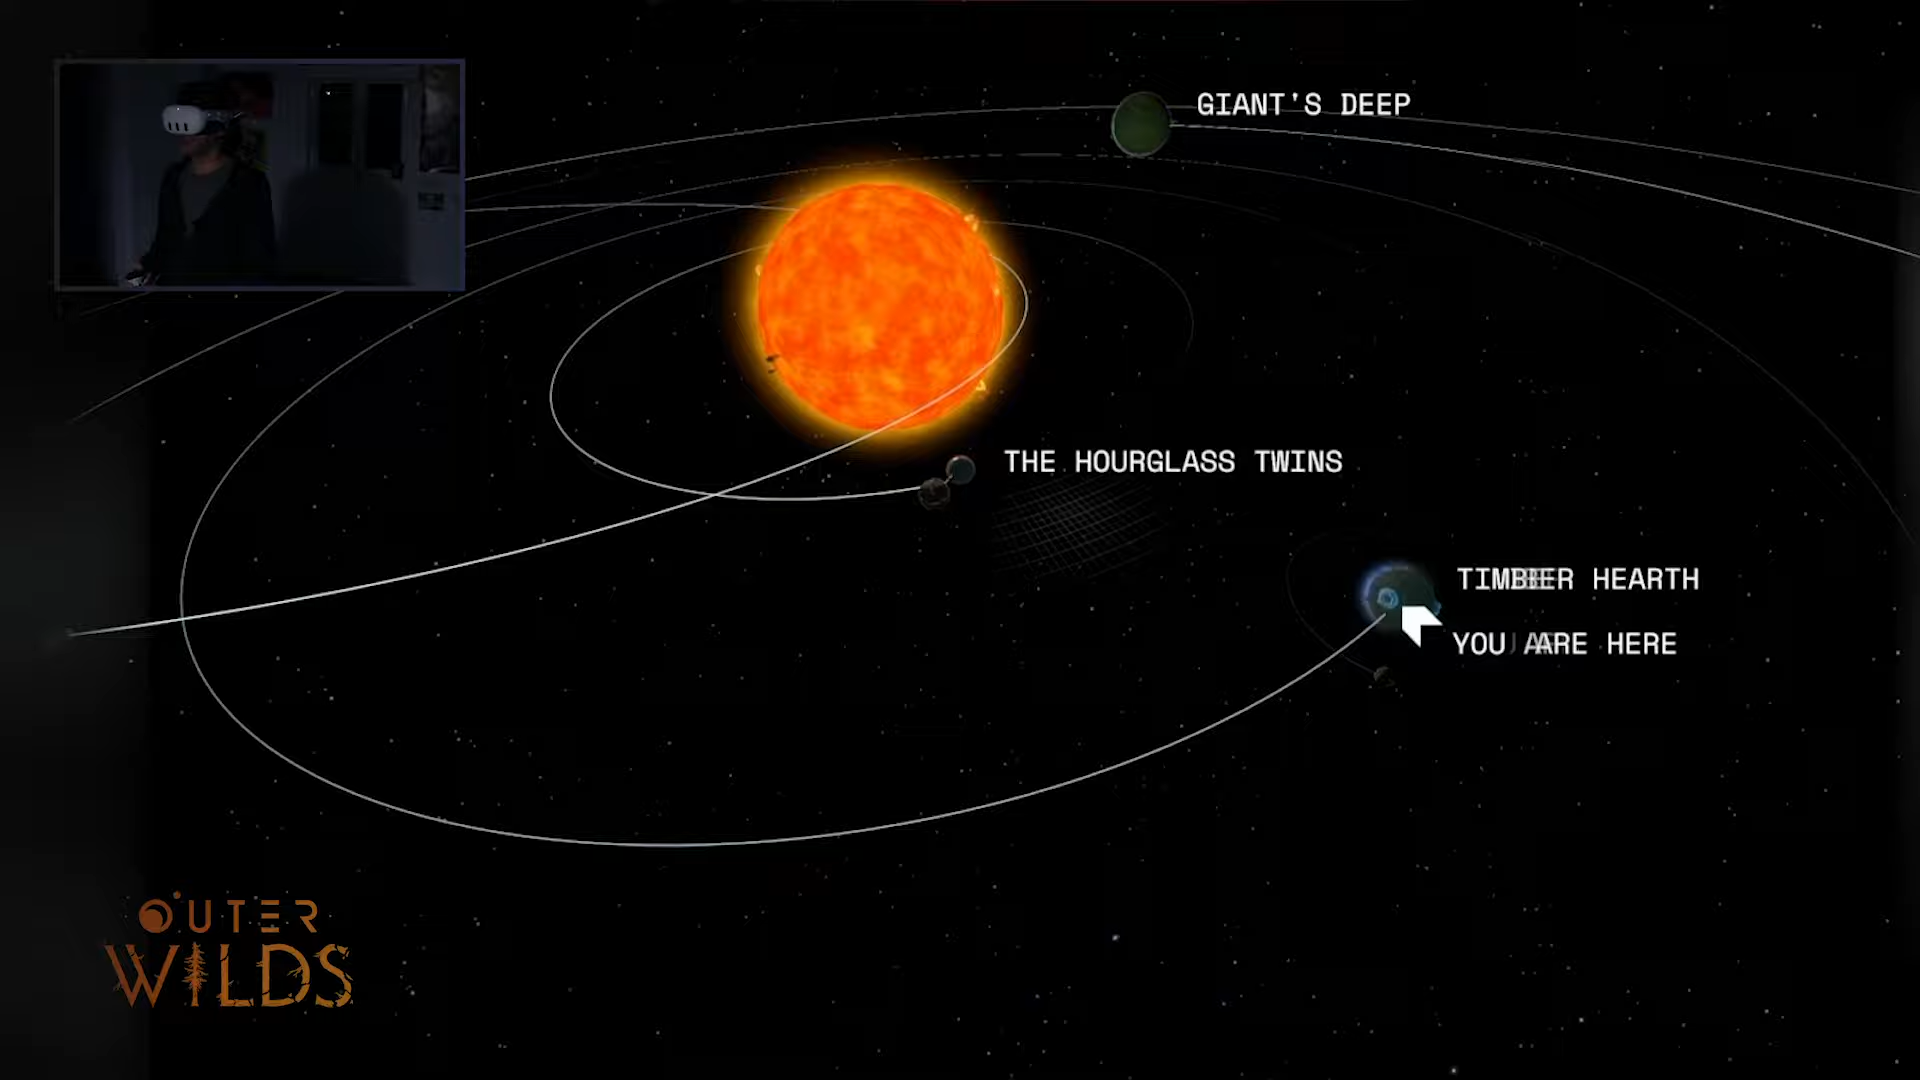 GIANT'S DEEP
THE HOURGLASS TWINS
TIMBER HEARTH
YOU ARE HERE
OUTER
WILDS